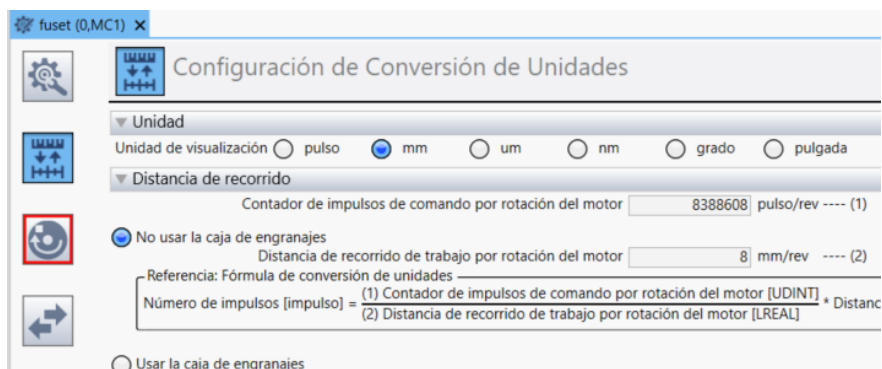 fuset (0,MC1) ×
Configuración de Conversión de Unidades
Unidad
Unidad de visualización pulso mm um nm grado pulgada
Distancia de recorrido
Contador de impulsos de comando por rotación del motor 8388608 pulso/rev ---- (1)
No usar la caja de engranajes
Distancia de recorrido de trabajo por rotación del motor 8 mm/rev ---- (2)
Referencia: Fórmula de conversión de unidades
Número de impulsos [impulso] = (1) Contador de impulsos de comando por rotación del motor [UDINT] * Distanc
(2) Distancia de recorrido de trabajo por rotación del motor [LREAL]
Usar la caja de engranajes